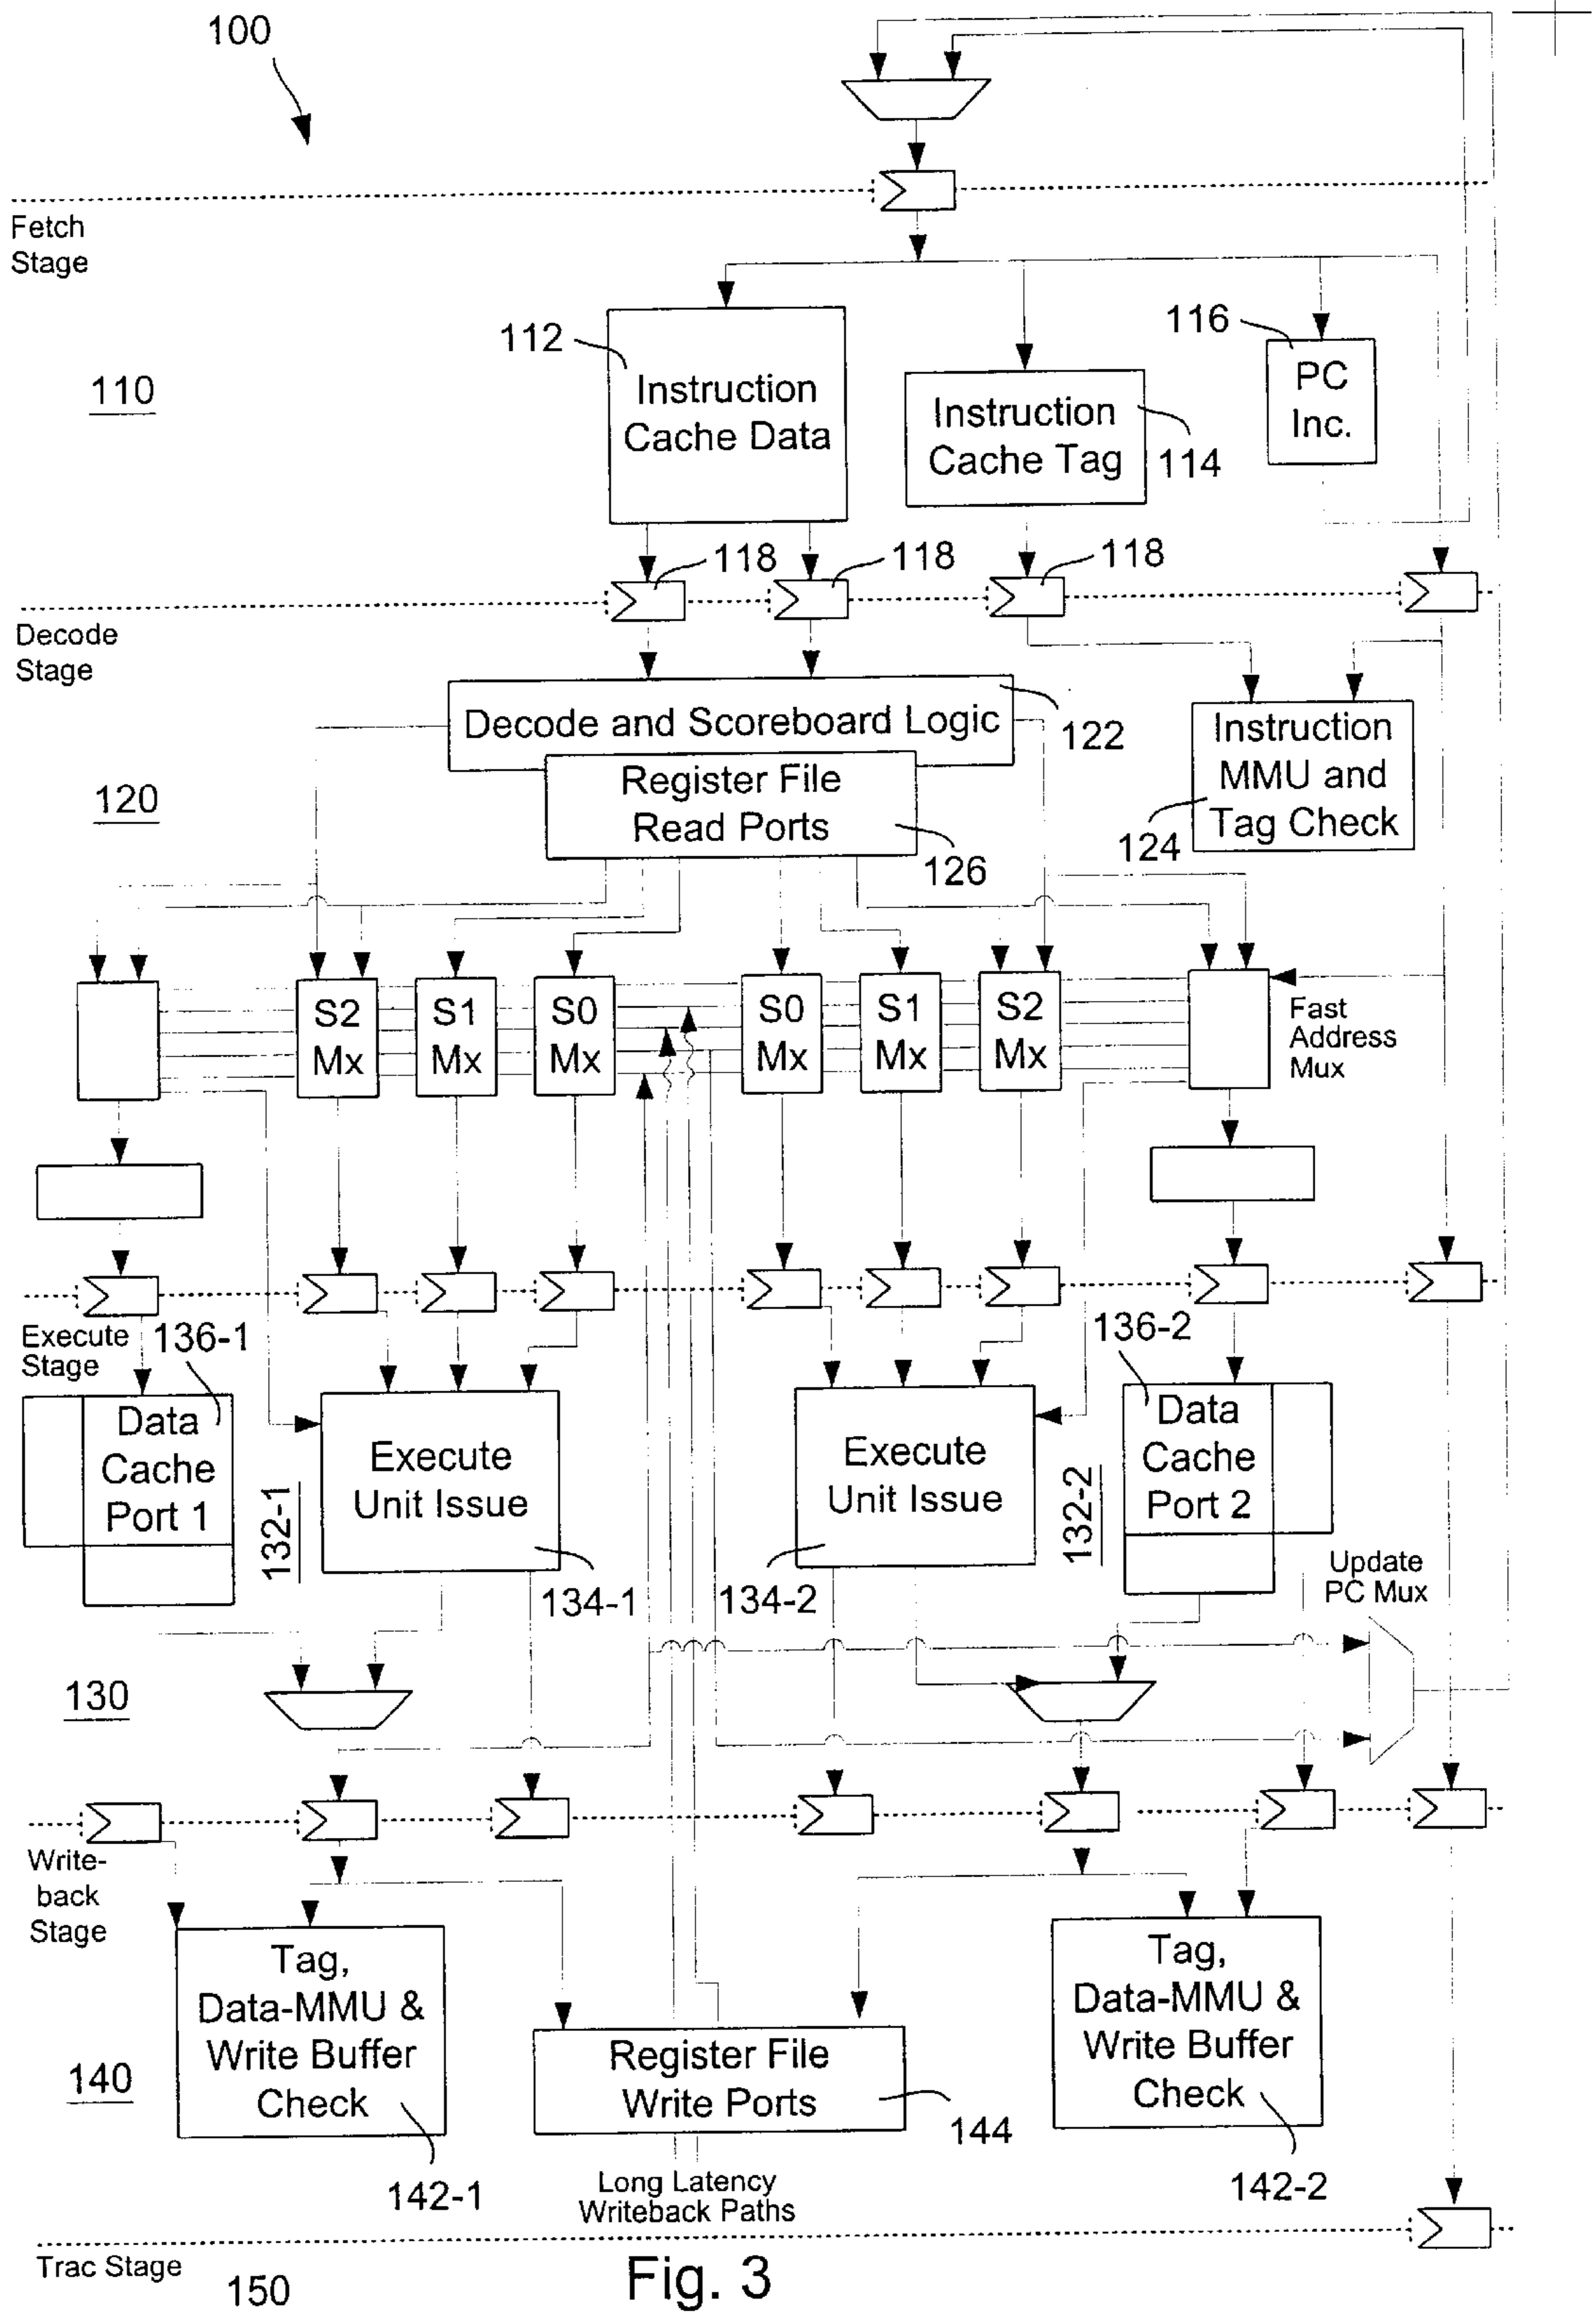 100
Fetch
Stage
112
Instruction
Cache Data
110
Instruction
Cache Tag
114
116
PC
Inc.
118
118
118
Decode
Stage
Decode and Scoreboard Logic
122
Register File
Read Ports
126
Instruction
MMU and
Tag Check
124
120
S2
Mx
S1
Mx
S0
Mx
S0
Mx
S1
Mx
S2
Mx
Fast
Address
Mux
Execute
Stage
136-1
Data
Cache
Port 1
132-1
Execute
Unit Issue
134-1
Execute
Unit Issue
134-2
132-2
136-2
Data
Cache
Port 2
Update
PC Mux
130
Write-
back
Stage
Tag,
Data-MMU &
Write Buffer
Check
142-1
140
Register File
Write Ports
144
Long Latency
Writeback Paths
Tag,
Data-MMU &
Write Buffer
Check
142-2
Trac Stage
150
Fig. 3